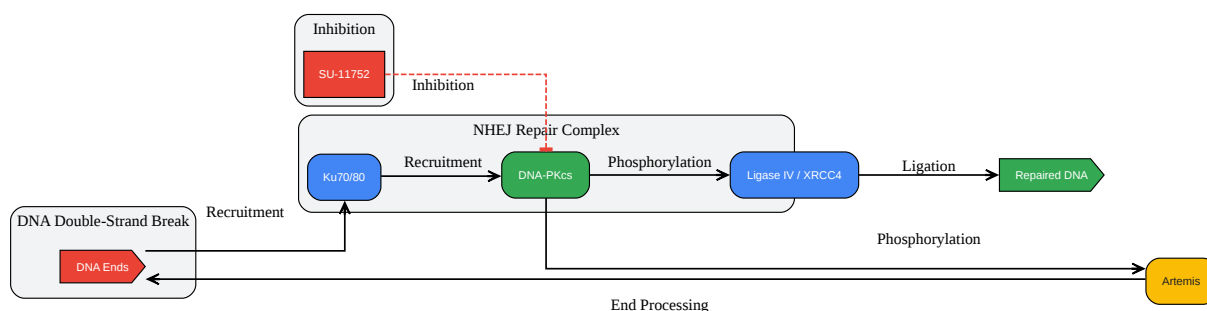 Inhibition
SU-11752
Inhibition
NHEJ Repair Complex
Ku70/80
Recruitment
DNA-PKcs
Phosphorylation
Ligase IV / XRCC4
Ligation
Repaired DNA
Recruitment
DNA Double-Strand Break
DNA Ends
Phosphorylation
Artemis
End Processing